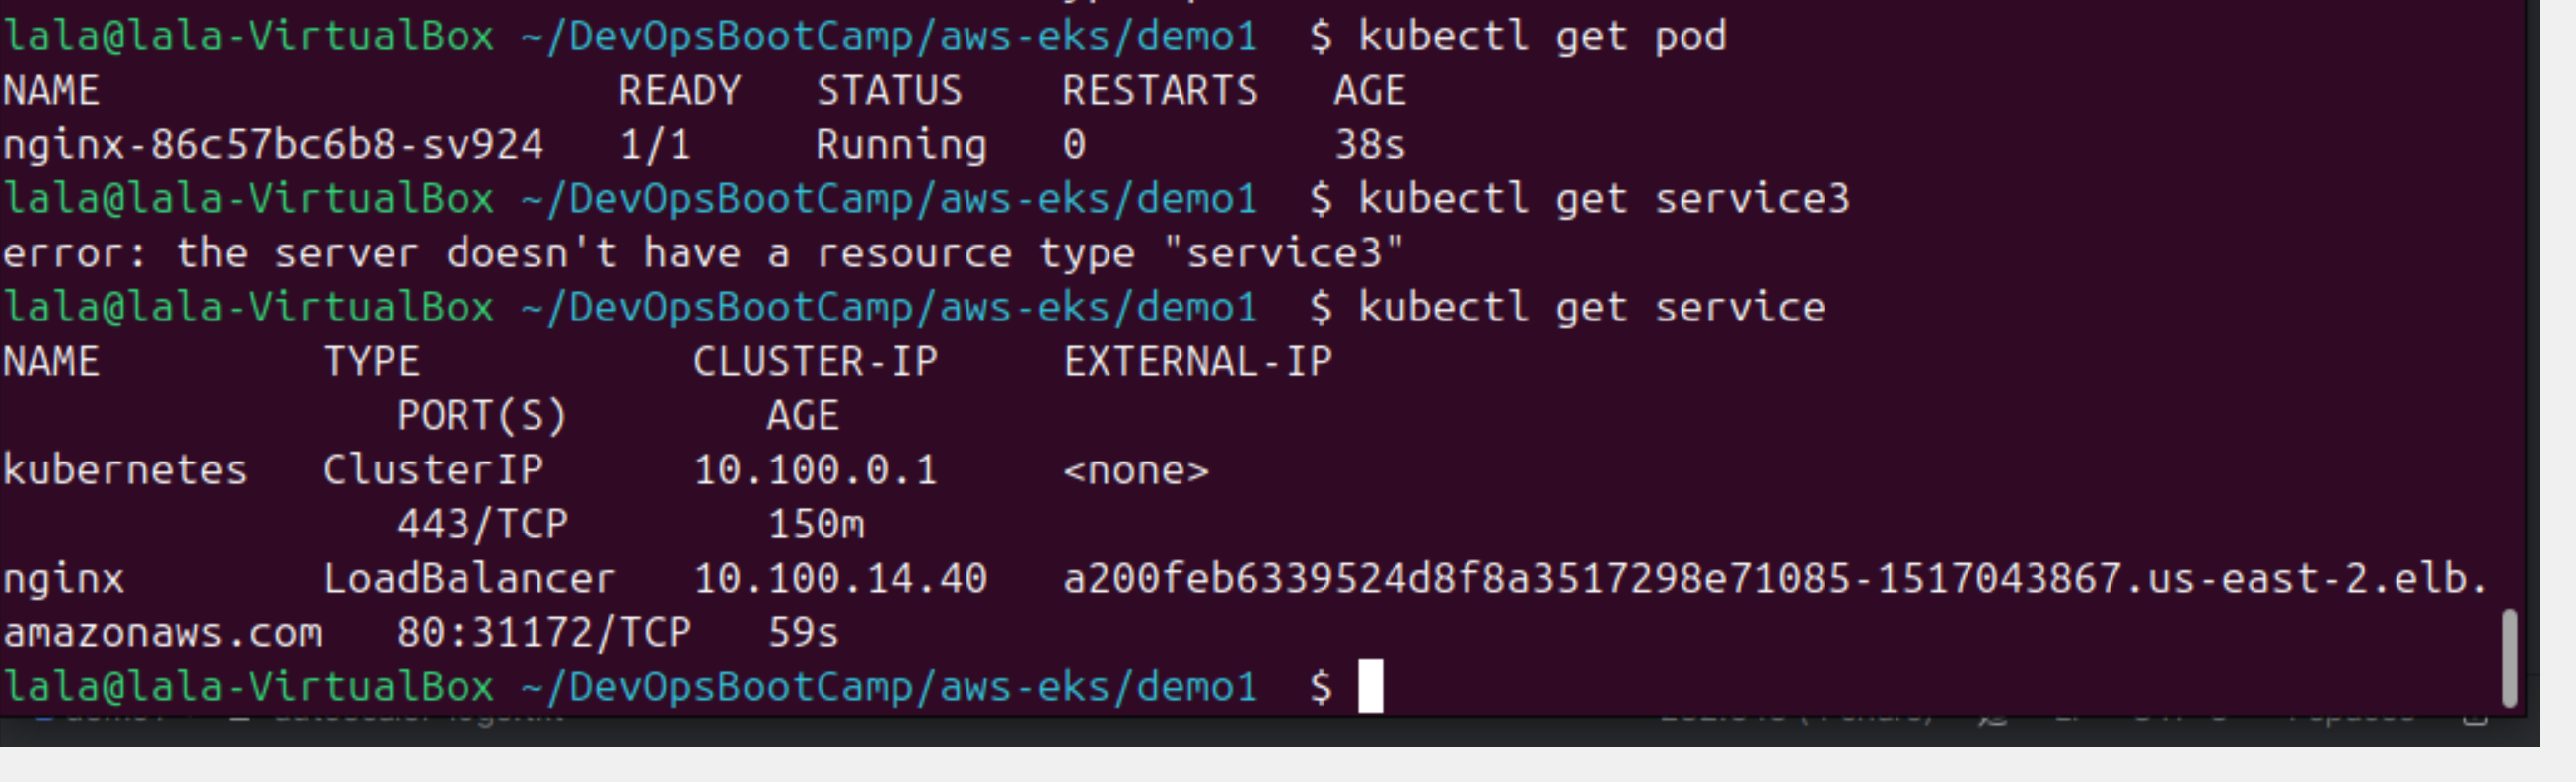 lala@lala-VirtualBox ~/DevOpsBootCamp/aws-eks/demo1  $ kubectl get pod
NAME                     READY   STATUS    RESTARTS   AGE
nginx-86c57bc6b8-sv924   1/1     Running   0          38s
lala@lala-VirtualBox ~/DevOpsBootCamp/aws-eks/demo1  $ kubectl get service3
error: the server doesn't have a resource type "service3"
lala@lala-VirtualBox ~/DevOpsBootCamp/aws-eks/demo1  $ kubectl get service
NAME         TYPE           CLUSTER-IP     EXTERNAL-IP
                PORT(S)        AGE
kubernetes   ClusterIP      10.100.0.1     <none>
                443/TCP        150m
nginx        LoadBalancer   10.100.14.40   a200feb6339524d8f8a3517298e71085-1517043867.us-east-2.elb.
amazonaws.com   80:31172/TCP   59s
lala@lala-VirtualBox ~/DevOpsBootCamp/aws-eks/demo1  $